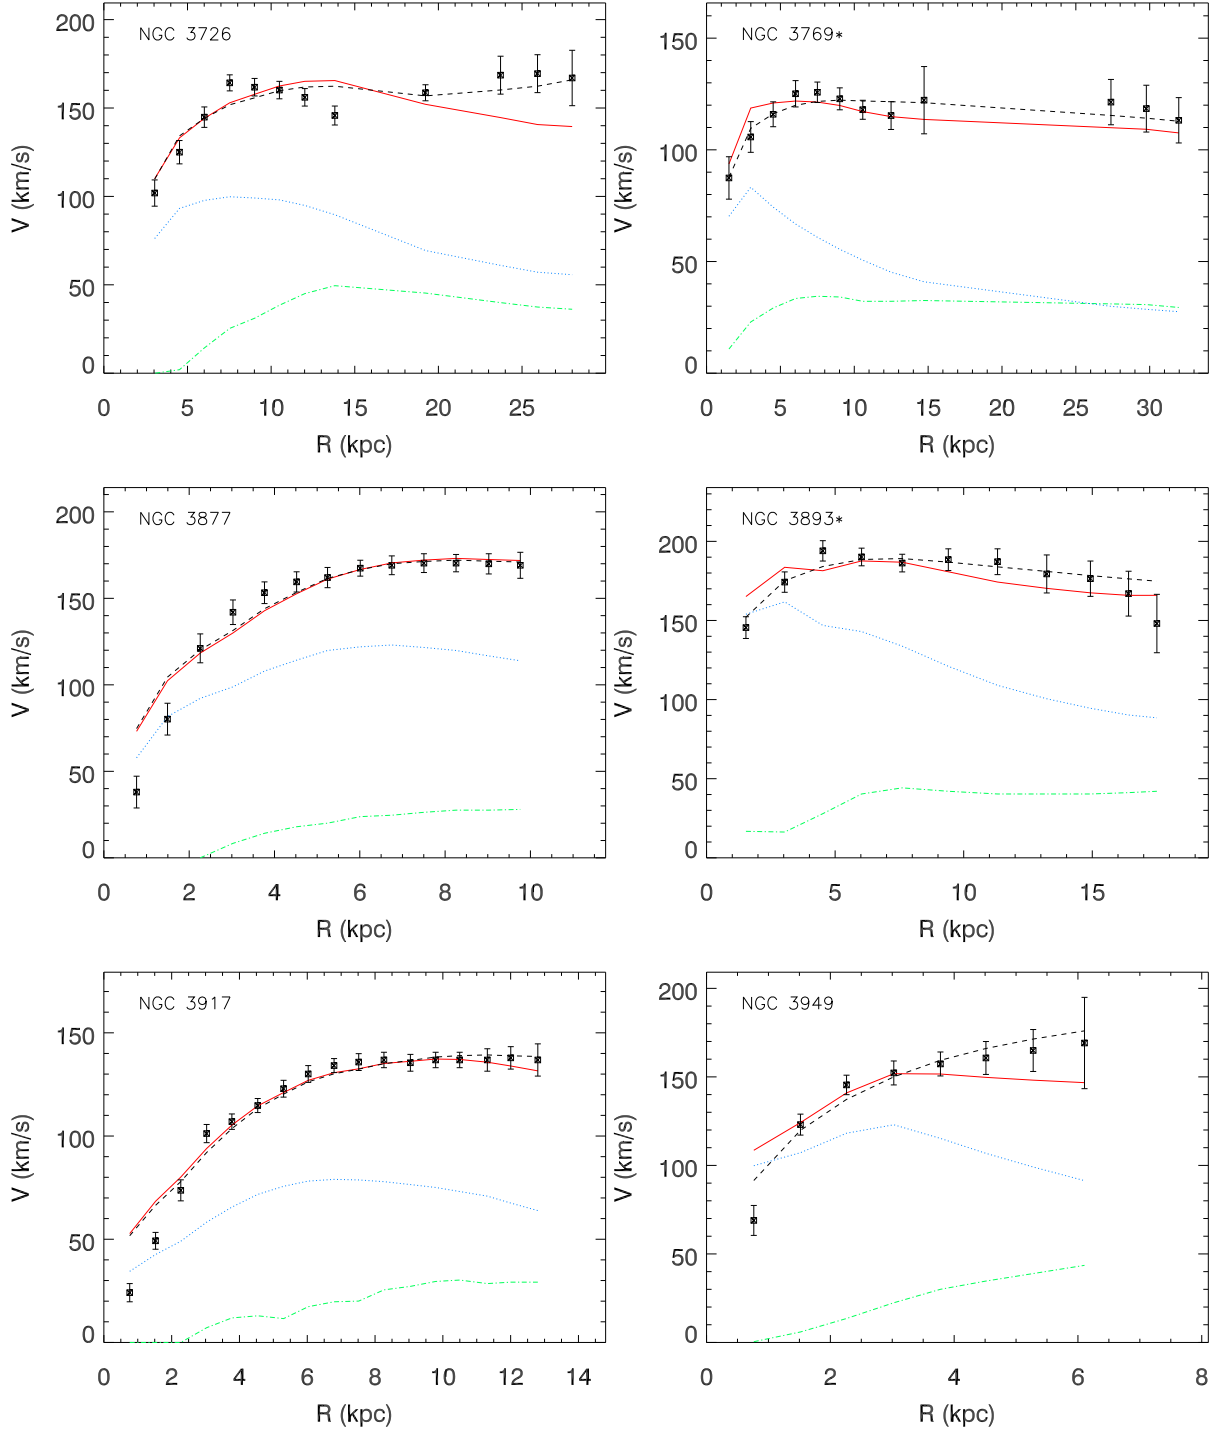 NGC 3726
200
150
100
50
0
V (km/s)
0 5 10 15 20 25
R (kpc)
NGC 3769*
150
100
50
0
V (km/s)
0 5 10 15 20 25 30
R (kpc)
NGC 3877
200
150
100
50
0
V (km/s)
0 2 4 6 8 10
R (kpc)
NGC 3893*
200
150
100
50
0
V (km/s)
0 5 10 15
R (kpc)
NGC 3917
150
100
50
0
V (km/s)
0 2 4 6 8 10 12 14
R (kpc)
NGC 3949
200
150
100
50
0
V (km/s)
0 2 4 6 8
R (kpc)